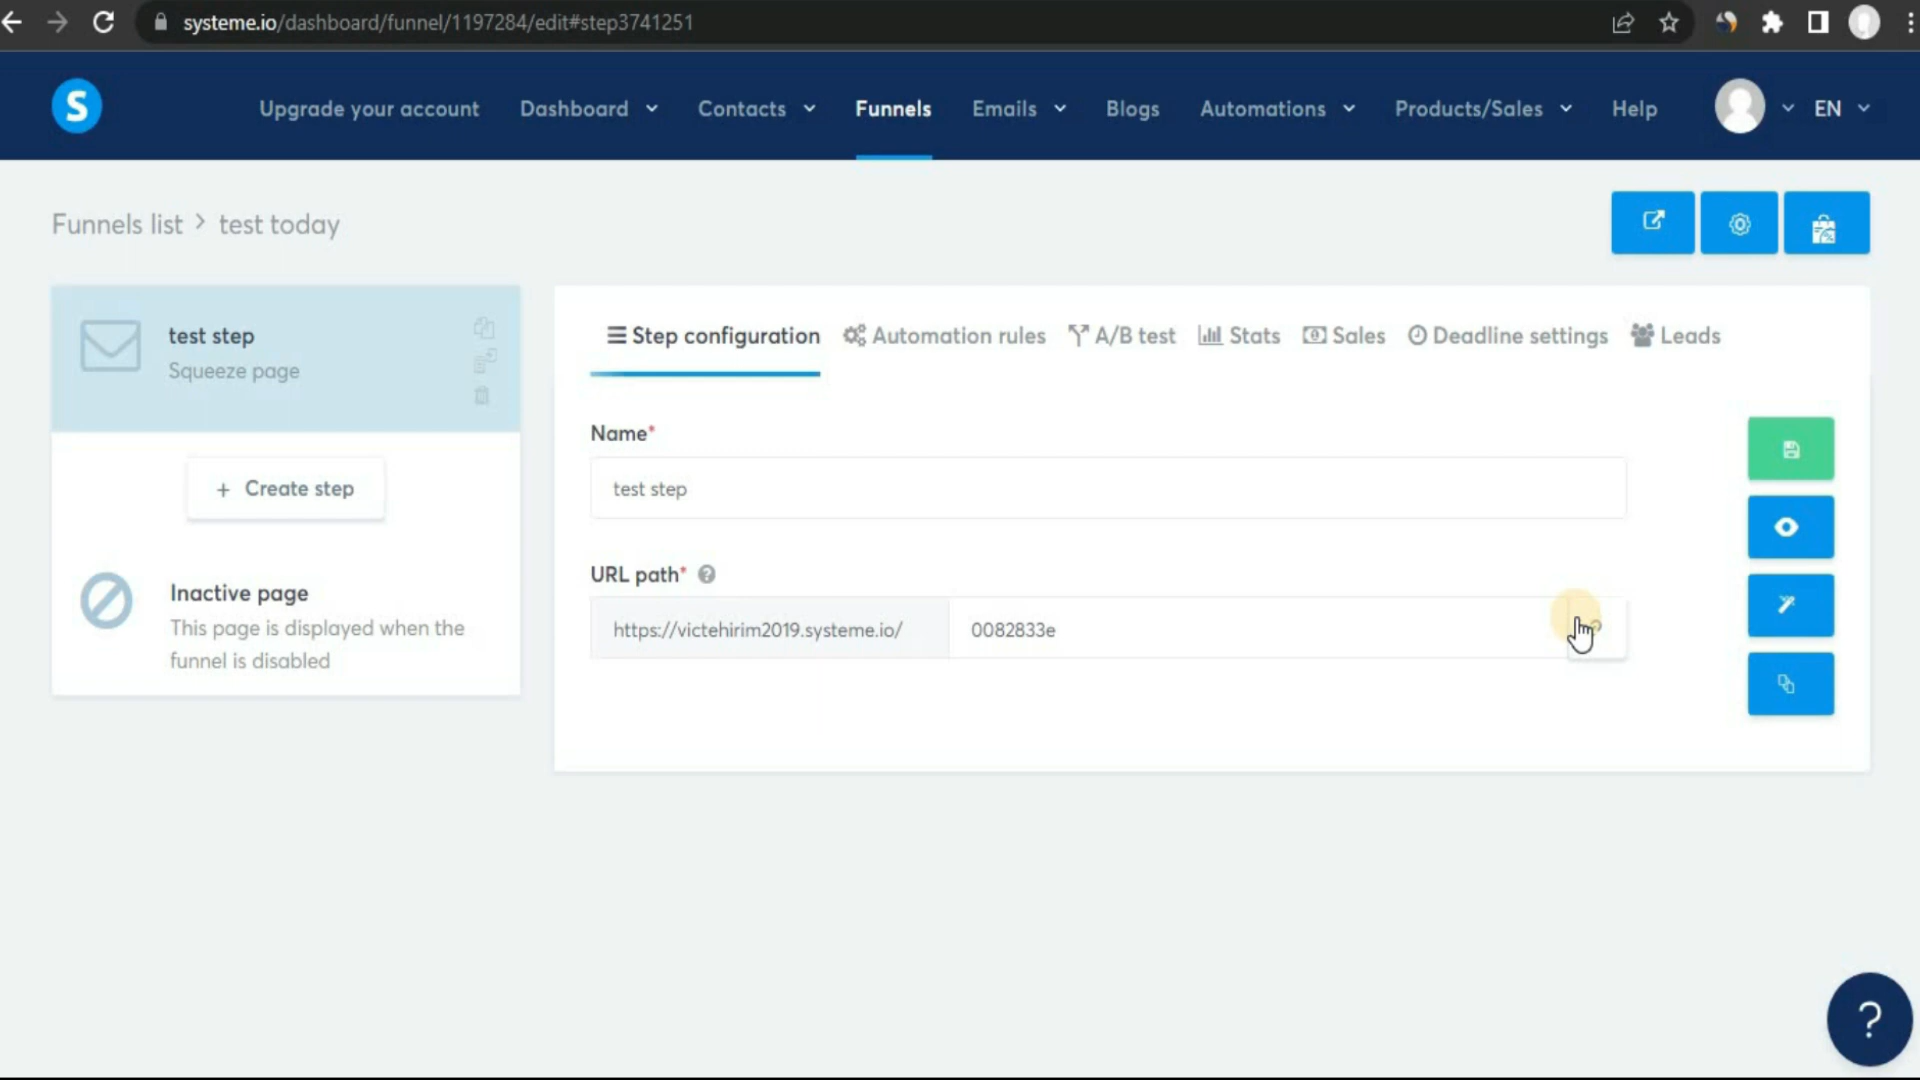 systeme.io/dashboard/funnel/1197284/edit#step3741251
S
Upgrade your account
Dashboard
Contacts
Funnels
Emails
Blogs
Automations
Products/Sales
Help
EN
Funnels list > test today
test step
Squeeze page
+ Create step
Inactive page
This page is displayed when the
funnel is disabled
Step configuration
Automation rules
A/B test
Stats
Sales
Deadline settings
Leads
Name*
test step
URL path* ?
https://victehirim2019.systeme.io/
0082833e
?